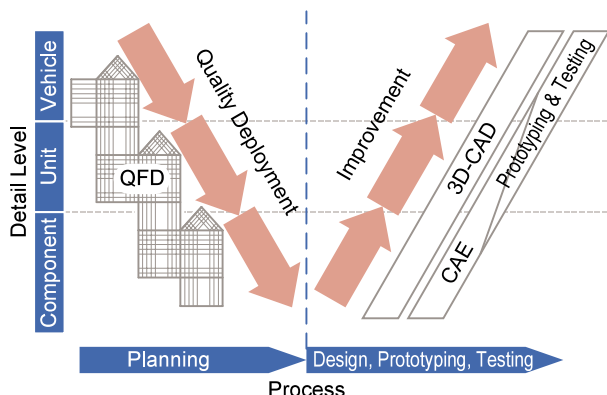 Detail Level
Vehicle
Unit
Component
QFD
Quality Deployment
Improvement
3D-CAD
CAE
Prototyping & Testing
Planning
Design, Prototyping, Testing
Process